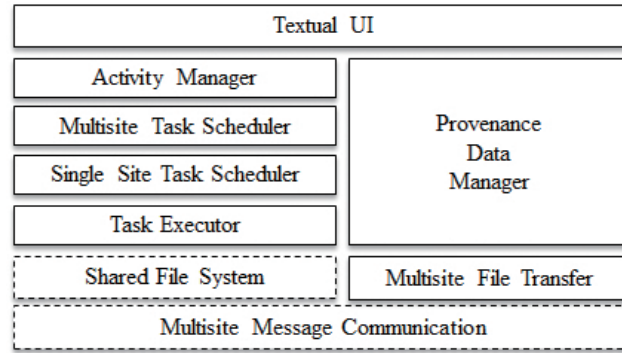 Textual UI
Activity Manager
Multisite Task Scheduler
Single Site Task Scheduler
Task Executor
Provenance
Data
Manager
Shared File System
Multisite File Transfer
Multisite Message Communication